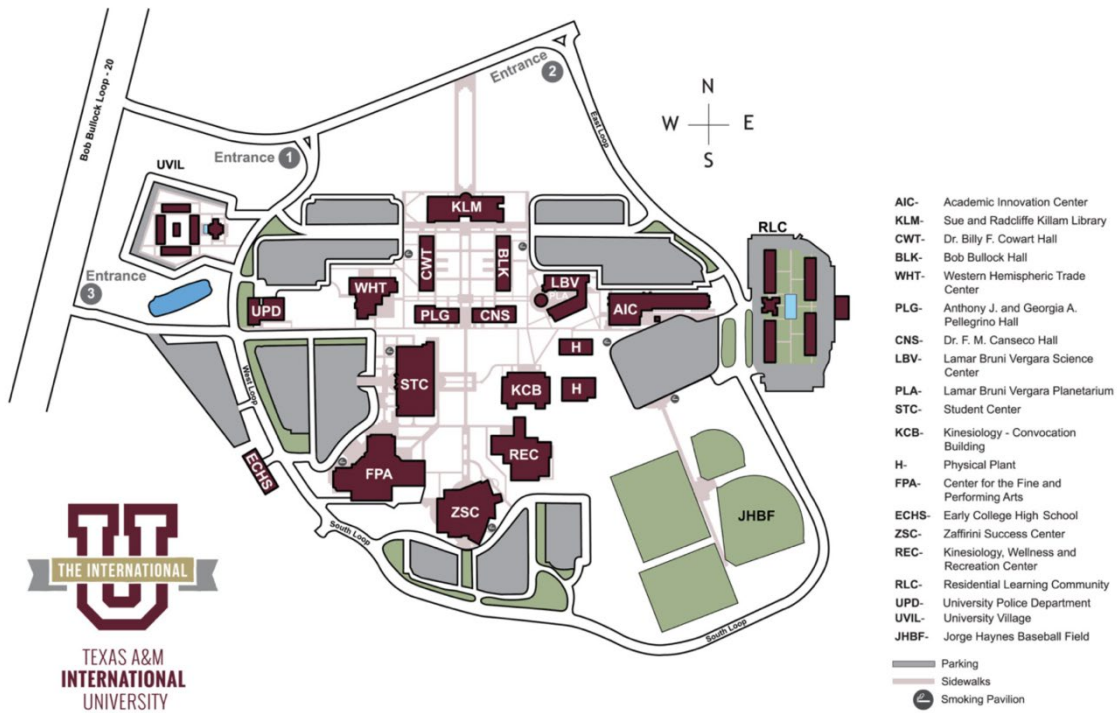 Bob Bullock Loop - 20
Entrance 1
Entrance 2
East Loop
N
W E
S
UVIL
Entrance
3
KLM
CWT
BLK
WHT
UPD
PLG
CNS
LBV
PLA
AIC
RLC
H
H
STC
KCB
West Loop
ECHS
FPA
REC
ZSC
JHBF
South Loop
South Loop
AIC- Academic Innovation Center
KLM- Sue and Radcliffe Killam Library
CWT- Dr. Billy F. Cowart Hall
BLK- Bob Bullock Hall
WHT- Western Hemispheric Trade
Center
PLG- Anthony J. and Georgia A.
Pellegrino Hall
CNS- Dr. F. M. Canseco Hall
LBV- Lamar Bruni Vergara Science
Center
PLA- Lamar Bruni Vergara Planetarium
STC- Student Center
KCB- Kinesiology - Convocation
Building
H- Physical Plant
FPA- Center for the Fine and
Performing Arts
ECHS- Early College High School
ZSC- Zaffirini Success Center
REC- Kinesiology, Wellness and
Recreation Center
RLC- Residential Learning Community
UPD- University Police Department
UVIL- University Village
JHBF- Jorge Haynes Baseball Field
Parking
Sidewalks
Smoking Pavilion
U
THE INTERNATIONAL
TEXAS A&M
INTERNATIONAL
UNIVERSITY